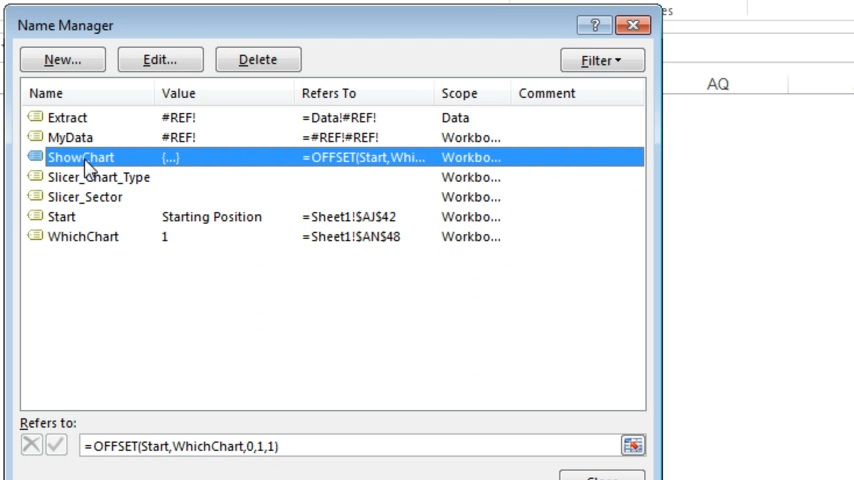 es
Name Manager
?
New... Edit... Delete Filter
AQ
Name Value Refers To Scope Comment
Extract #REF! =Data!#REF! Data
MyData #REF! =#REF!#REF! Workbo...
ShowChart {...} =OFFSET(Start,Whi... Workbo...
Slicer_Chart_Type Workbo...
Slicer_Sector Workbo...
Start Starting Position =Sheet1!$AJ$42 Workbo...
WhichChart 1 =Sheet1!$AN$48 Workbo...
Refers to:
=OFFSET(Start,WhichChart,0,1,1)